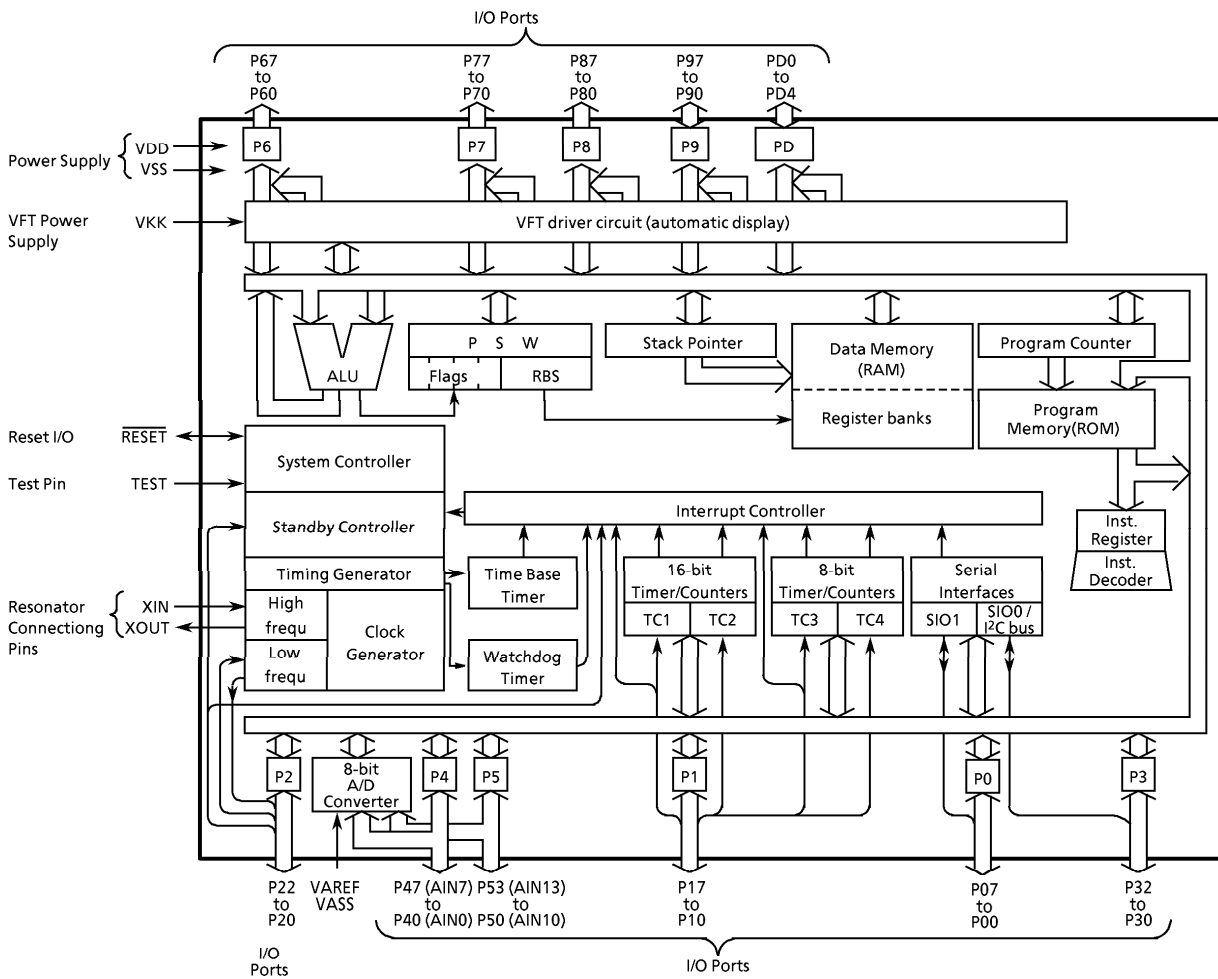 I/O Ports
P67 to P60
P77 to P70
P87 to P80
P97 to P90
PD0 to PD4
Power Supply
VDD
VSS
P6
P7
P8
P9
PD
VFT Power Supply
VKK
VFT driver circuit (automatic display)
ALU
P S W
Flags
RBS
Stack Pointer
Data Memory (RAM)
Register banks
Program Counter
Program Memory(ROM)
Reset I/O
RESET
Test Pin
TEST
System Controller
Standby Controller
Interrupt Controller
Inst. Register
Inst. Decoder
Timing Generator
Time Base Timer
16-bit Timer/Counters
TC1
TC2
8-bit Timer/Counters
TC3
TC4
Serial Interfaces
SIO1
SIO0 / I²C bus
Resonator Connectiong Pins
XIN
XOUT
High frequ
Low frequ
Clock Generator
Watchdog Timer
P2
8-bit A/D Converter
P4
P5
P1
P0
P3
P22 to P20
VAREF
VASS
P47 (AIN7) to P40 (AIN0)
P53 (AIN13) to P50 (AIN10)
P17 to P10
P07 to P00
P32 to P30
I/O Ports
I/O Ports